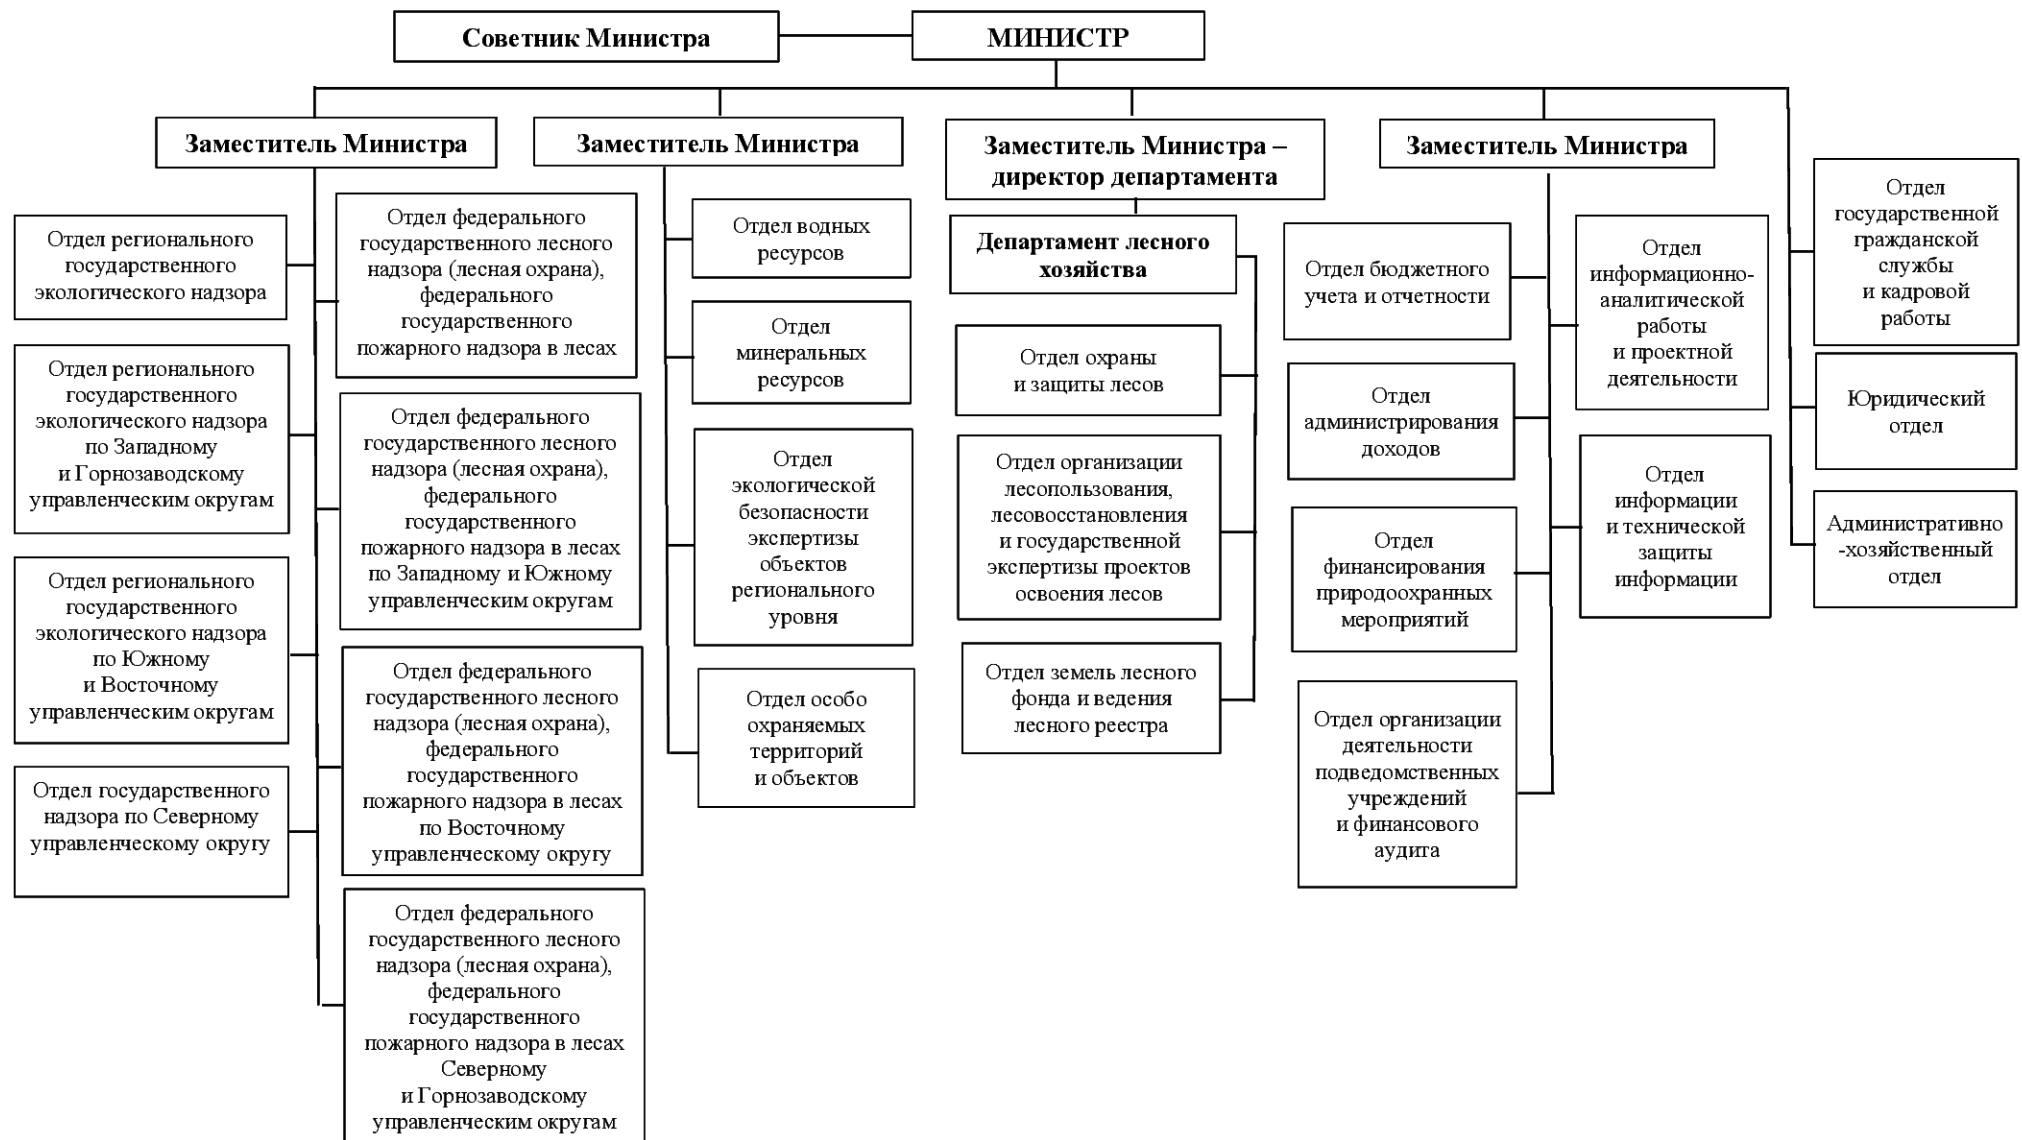 Советник Министра
МИНИСТР
Заместитель Министра
Отдел регионального
государственного
экологического надзора
Отдел регионального
государственного
экологического надзора
по Западному
и Горнозаводскому
управленческим округам
Отдел регионального
государственного
экологического надзора
по Южному
и Восточному
управленческим округам
Отдел государственного
надзора по Северному
управленческому округу
Отдел федерального
государственного лесного
надзора (лесная охрана),
федерального
государственного
пожарного надзора в лесах
Отдел федерального
государственного лесного
надзора (лесная охрана),
федерального
государственного
пожарного надзора в лесах
по Западному и Южному
управленческим округам
Отдел федерального
государственного лесного
надзора (лесная охрана),
федерального
государственного
пожарного надзора в лесах
по Восточному
управленческому округу
Отдел федерального
государственного лесного
надзора (лесная охрана),
федерального
государственного
пожарного надзора в лесах
Северному
и Горнозаводскому
управленческим округам
Заместитель Министра
Отдел водных
ресурсов
Отдел
минеральных
ресурсов
Отдел
экологической
безопасности
экспертизы
объектов
регионального
уровня
Отдел особо
охраняемых
территорий
и объектов
Заместитель Министра –
директор департамента
Департамент лесного
хозяйства
Отдел охраны
и защиты лесов
Отдел организации
лесопользования,
лесовосстановления
и государственной
экспертизы проектов
освоения лесов
Отдел земель лесного
фонда и ведения
лесного реестра
Заместитель Министра
Отдел бюджетного
учета и отчетности
Отдел
администрирования
доходов
Отдел
финансирования
природоохранных
мероприятий
Отдел организации
деятельности
подведомственных
учреждений
и финансового
аудита
Отдел
информационно-
аналитической
работы
и проектной
деятельности
Отдел
информации
и технической
защиты
информации
Отдел
государственной
гражданской
службы
и кадровой
работы
Юридический
отдел
Административно
-хозяйственный
отдел